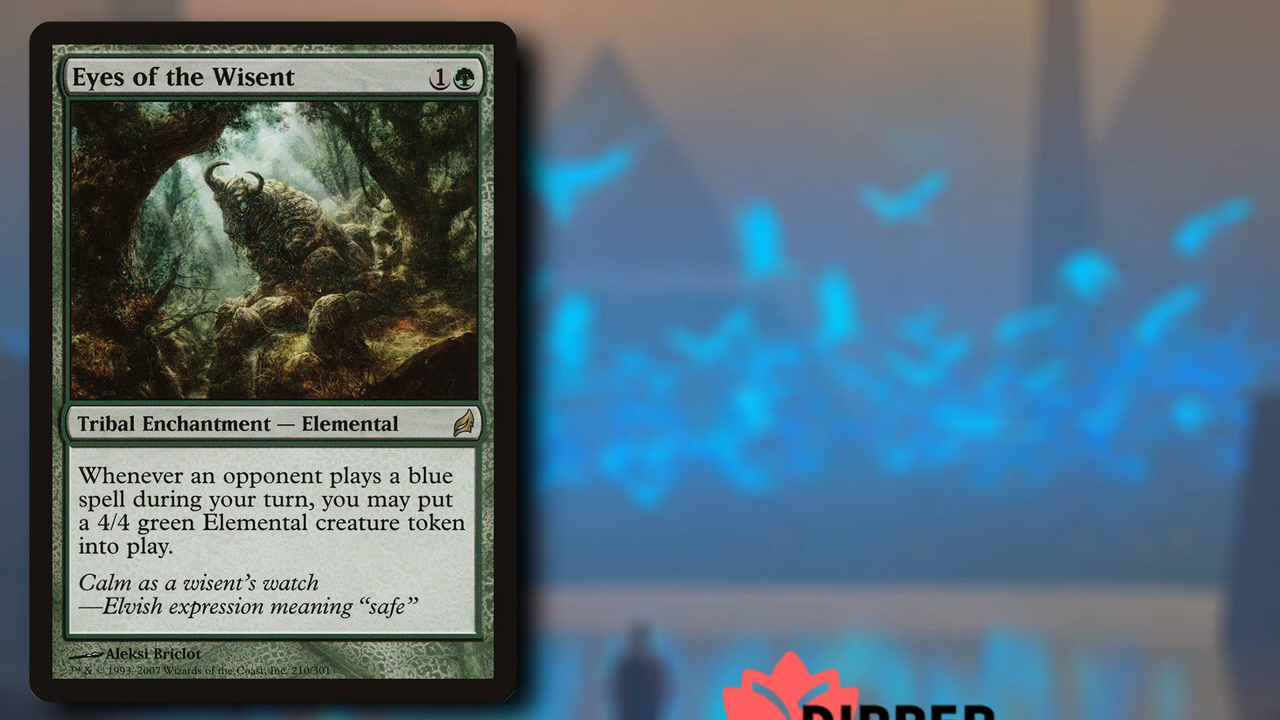 Eyes of the Wisent
1
Tribal Enchantment — Elemental
Whenever an opponent plays a blue
spell during your turn, you may put
a 4/4 green Elemental creature token
into play.
Calm as a wisent's watch
—Elvish expression meaning “safe”
Aleksi Briclot
™ & © 1993–2007 Wizards of the Coast, Inc. 210/301